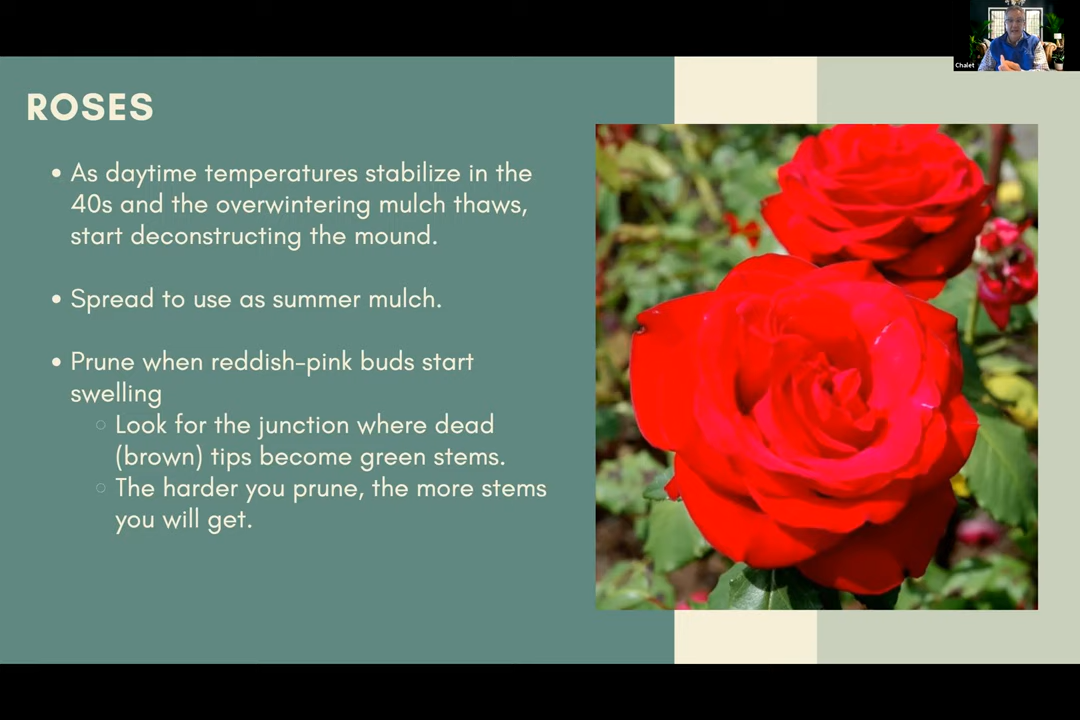 Chalet
ROSES
• As daytime temperatures stabilize in the
40s and the overwintering mulch thaws,
start deconstructing the mound.
• Spread to use as summer mulch.
• Prune when reddish-pink buds start
swelling
○ Look for the junction where dead
(brown) tips become green stems.
○ The harder you prune, the more stems
you will get.